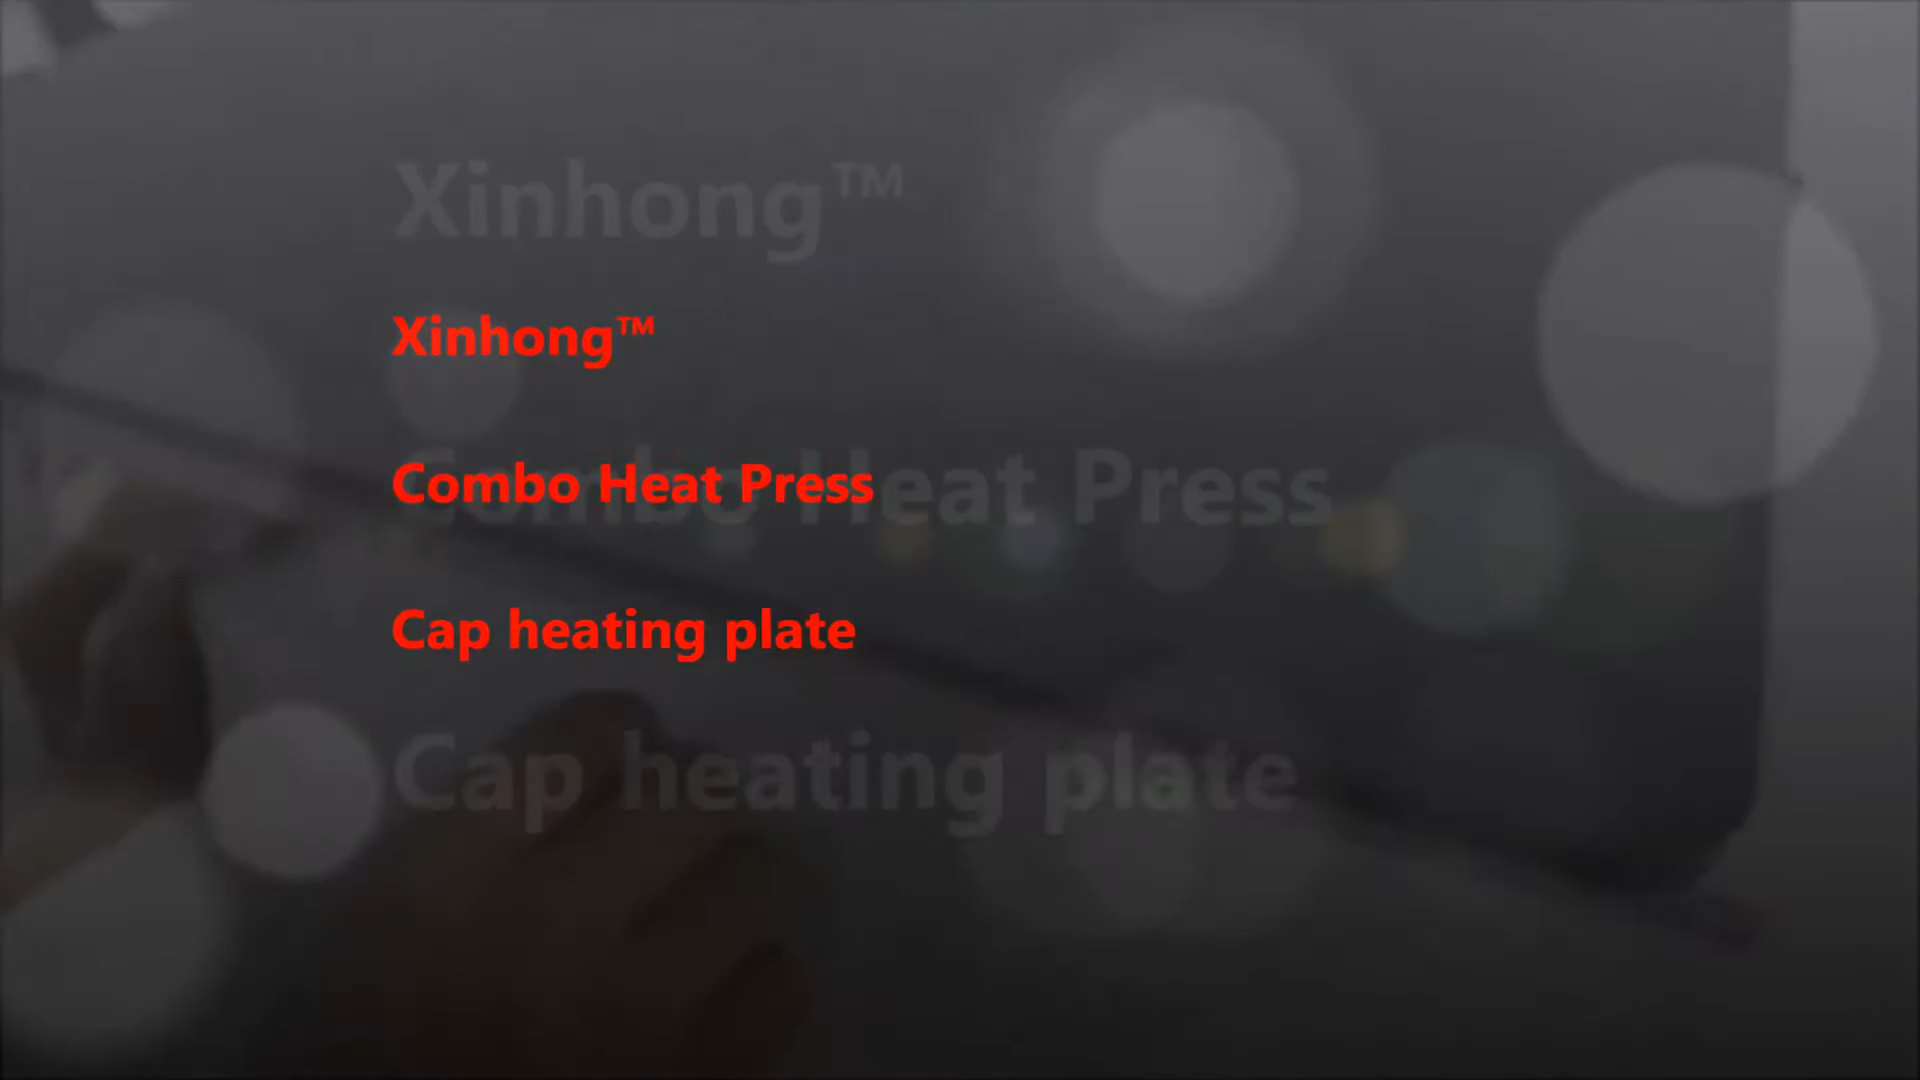 Xinhong™
Xinhong™
Combo Heat Press
Combo Heat Press
Cap heating plate
Cap heating plate